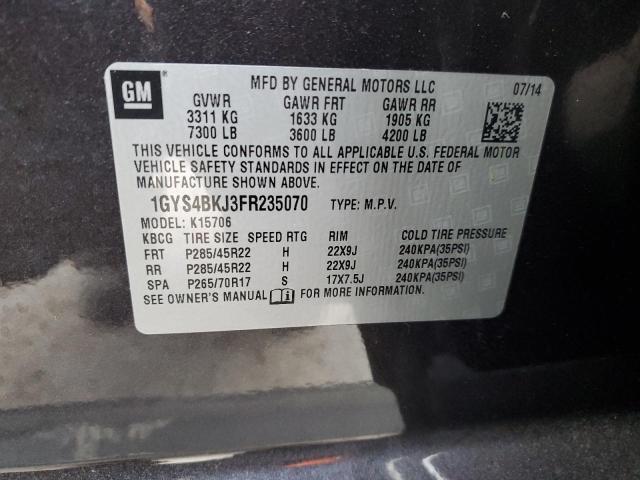 GM
MFD BY GENERAL MOTORS LLC 07/14
GVWR GAWR FRT GAWR RR
3311 KG 1633 KG 1905 KG
7300 LB 3600 LB 4200 LB
THIS VEHICLE CONFORMS TO ALL APPLICABLE U.S. FEDERAL MOTOR
VEHICLE SAFETY STANDARDS IN EFFECT ON THE DATE OF
MANUFACTURE SHOWN ABOVE.
1GYS4BKJ3FR235070 TYPE: M.P.V.
MODEL: K15706
KBCG TIRE SIZE SPEED RTG RIM COLD TIRE PRESSURE
FRT P285/45R22 H 22X9J 240KPA(35PSI)
RR P285/45R22 H 22X9J 240KPA(35PSI)
SPA P265/70R17 S 17X7.5J 240KPA(35PSI)
SEE OWNER'S MANUAL FOR MORE INFORMATION.